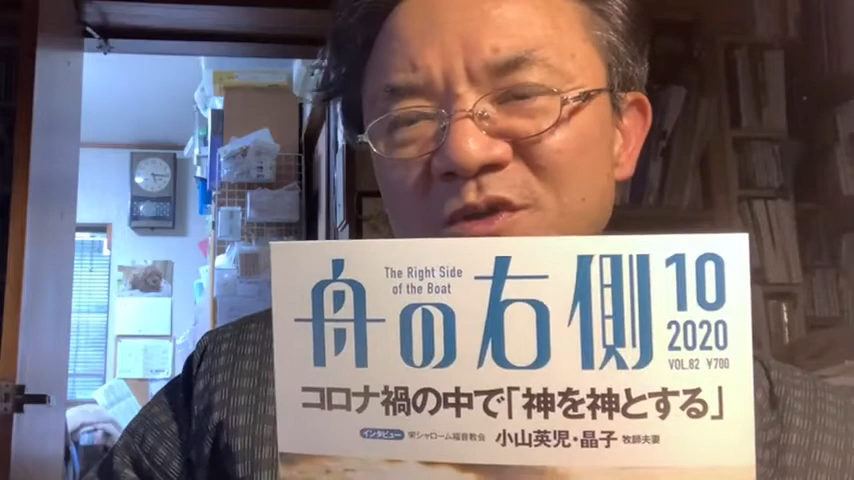 The Right Side
of the Boat
舟の右側
10
2020
VOL.82 ¥700
コロナ禍の中で「神を神とする」
インタビュー 栄シャローム福音教会 小山英児・晶子 牧師夫妻